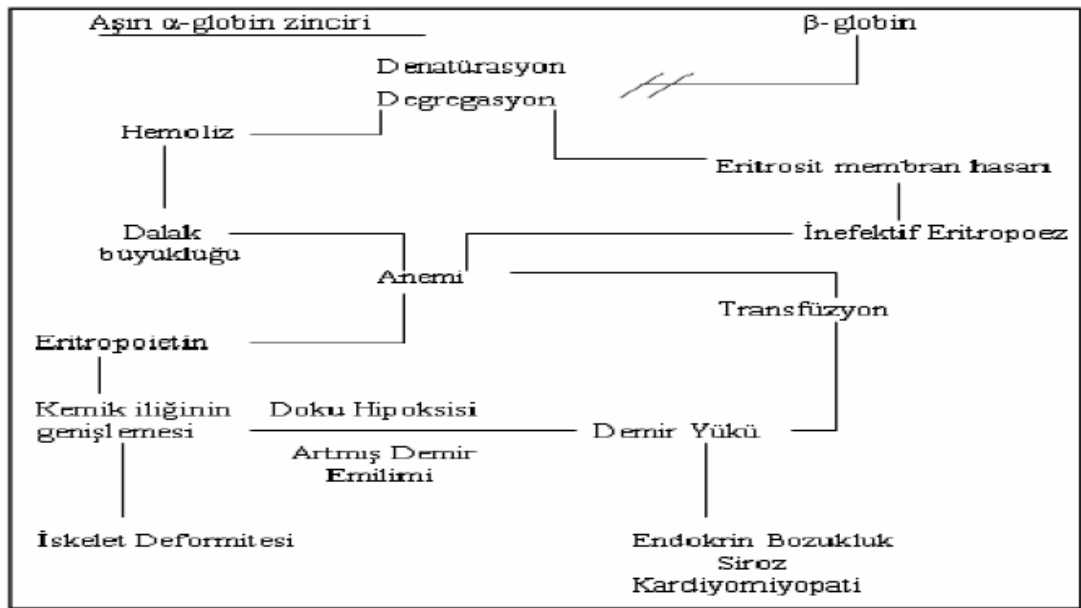 Aşırı α-globin zinciri
β-globin
Denatürasyon
Degregasyon
Hemoliz
Eritrosit membran hasarı
Dalak
büyüklüğü
İnefektif Eritropoez
Anemi
Transfüzyon
Eritropoietin
Kemik iliğinin
genişlemesi
Doku Hipoksisi
Artmış Demir
Emilimi
Demir Yükü
İskelet Deformitesi
Endokrin Bozukluk
Siroz
Kardiyomiyopati